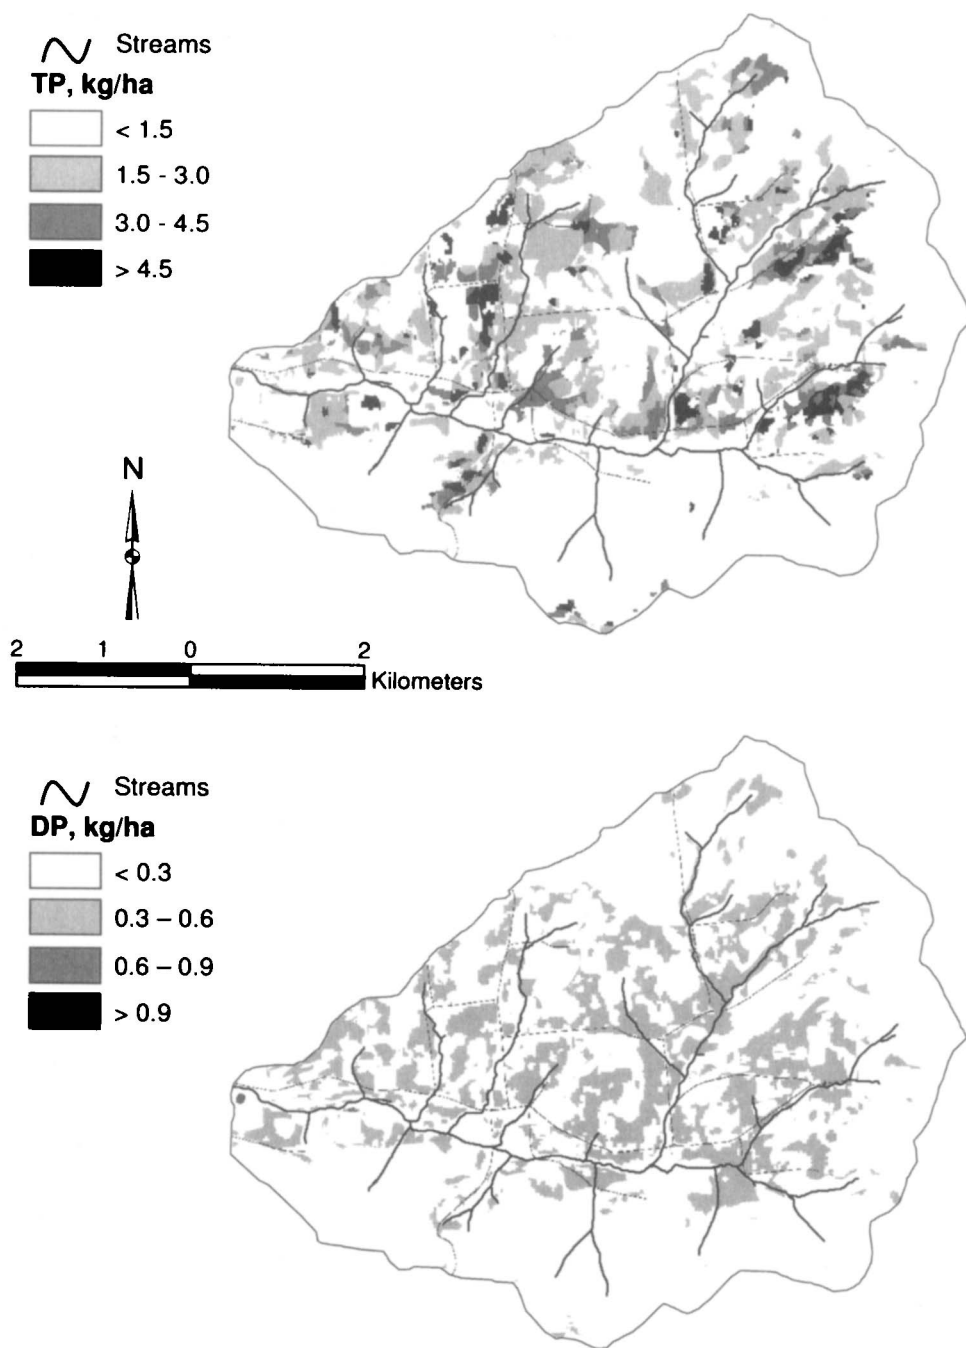 Streams
TP, kg/ha
< 1.5
1.5 - 3.0
3.0 - 4.5
> 4.5
N
2 1 0 2
Kilometers
Streams
DP, kg/ha
< 0.3
0.3 – 0.6
0.6 – 0.9
> 0.9